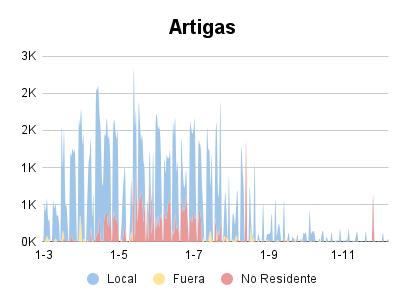 Artigas
3K
2K
2K
1K
1K
0K
1-3
1-5
1-7
1-9
1-11
Local
Fuera
No Residente